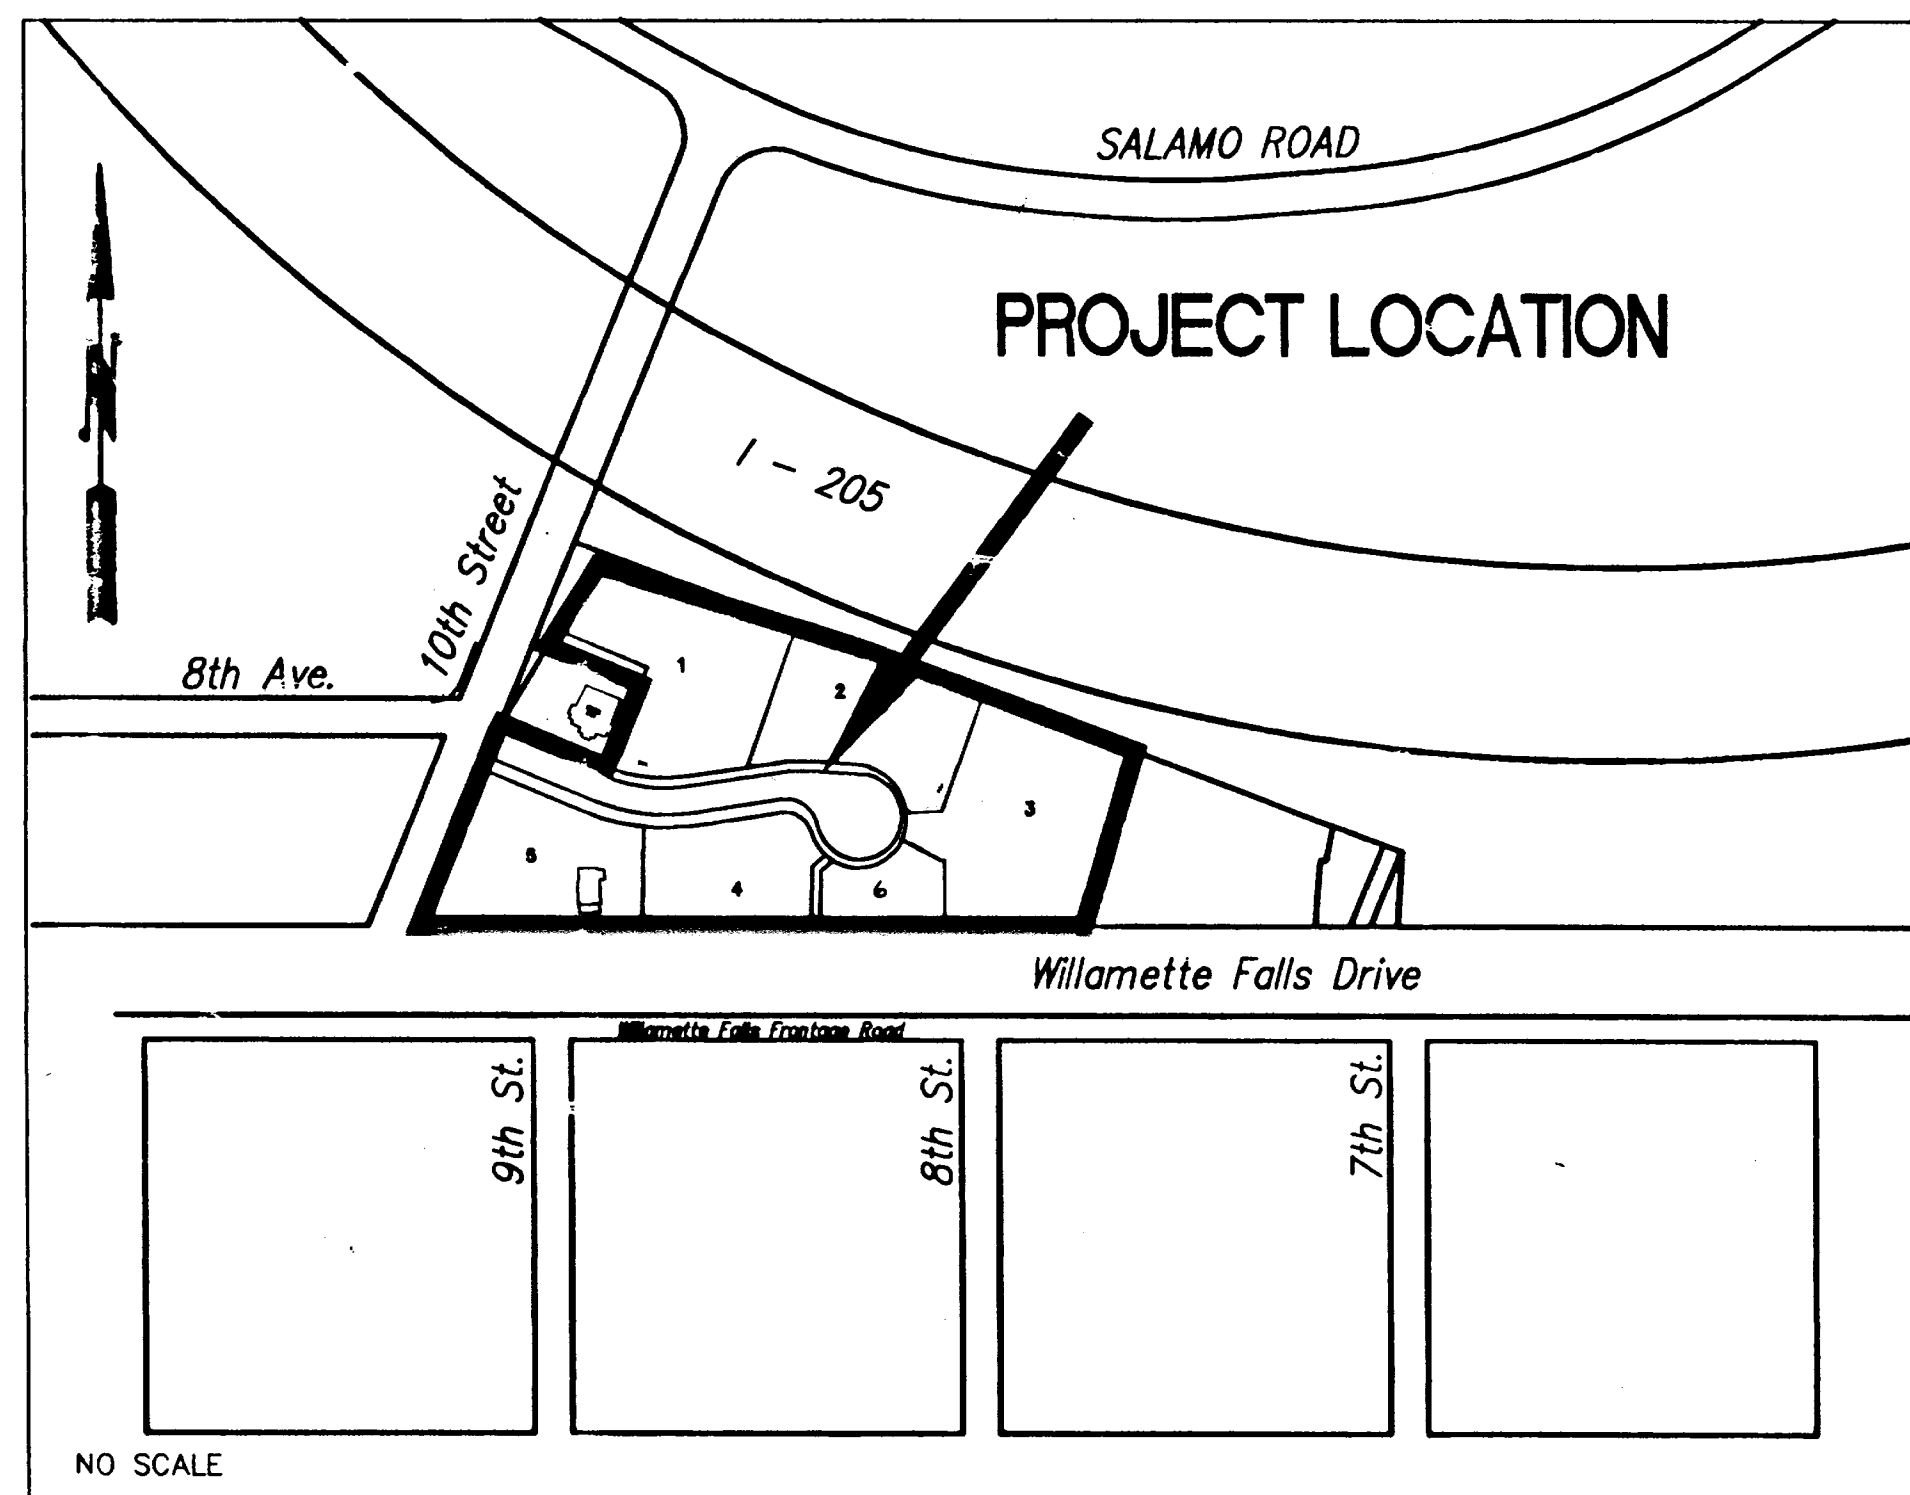 SALAMO ROAD
PROJECT LOCATION
I - 205
N
10th Street
8th Ave.
1
2
3
5
4
6
Willamette Falls Drive
Willamette Falls Frontage Road
9th St.
8th St.
7th St.
NO SCALE